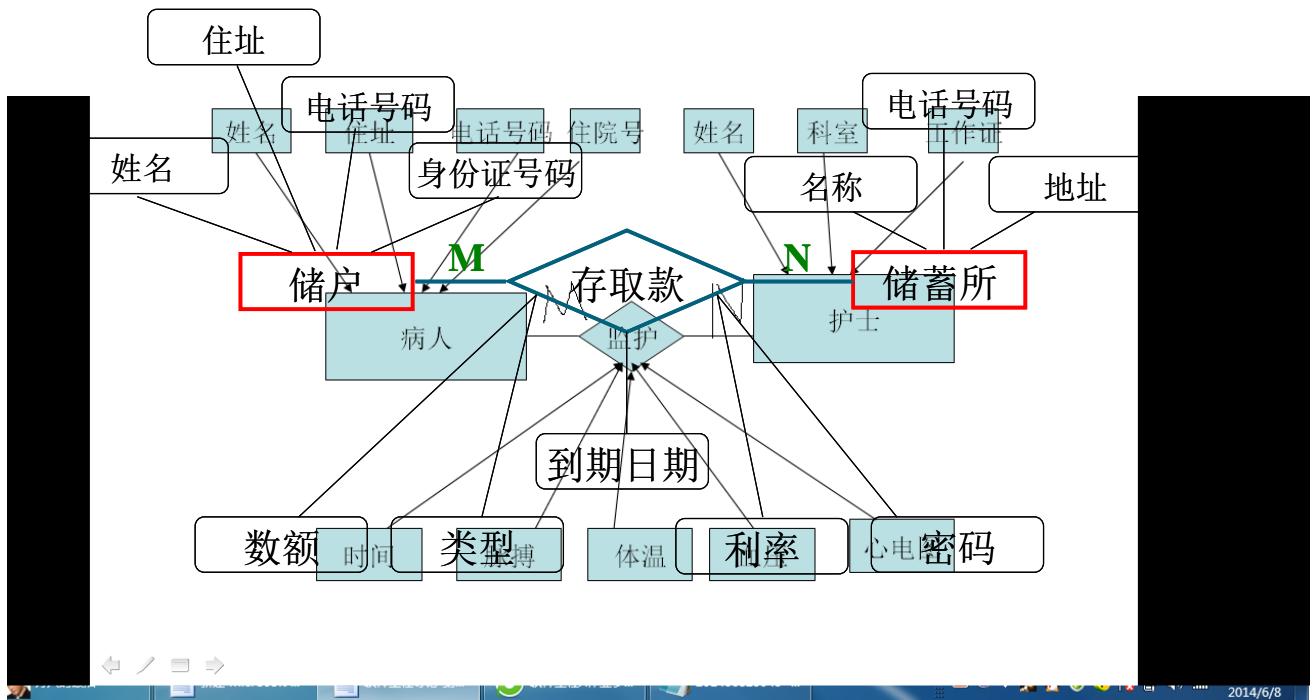 住址
电话号码
电话号码
姓名
住址
电话号码
住院号
姓名
科室
工作证
姓名
身份证号码
名称
地址
M
N
储户
存取款
储蓄所
M
N
病人
监护
护士
到期日期
数额
时间
类型
体温
利率
密码
2014/6/8